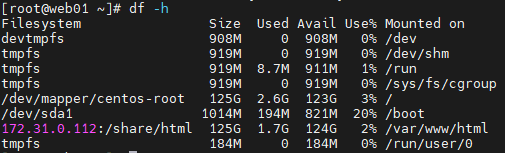 [root@web01 ~]# df -h
Filesystem Size Used Avail Use% Mounted on
devtmpfs 908M 0 908M 0% /dev
tmpfs 919M 0 919M 0% /dev/shm
tmpfs 919M 8.7M 911M 1% /run
tmpfs 919M 0 919M 0% /sys/fs/cgroup
/dev/mapper/centos-root 125G 2.6G 123G 3% /
/dev/sda1 1014M 194M 821M 20% /boot
172.31.0.112:/share/html 125G 1.7G 124G 2% /var/www/html
tmpfs 184M 0 184M 0% /run/user/0